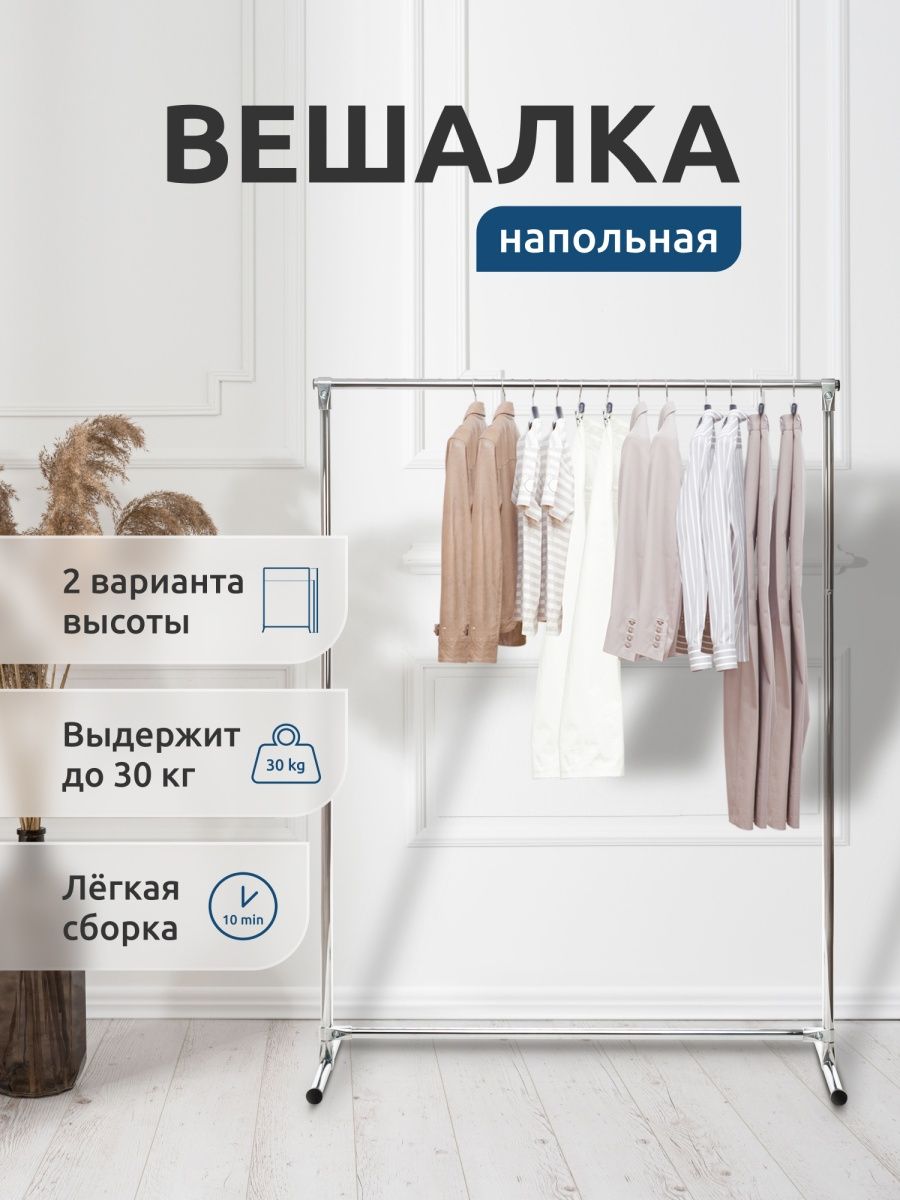 ВЕШАЛКА
напольная
2 варианта
высоты
Выдержит
до 30 кг
30 kg
Лёгкая
сборка
10 min